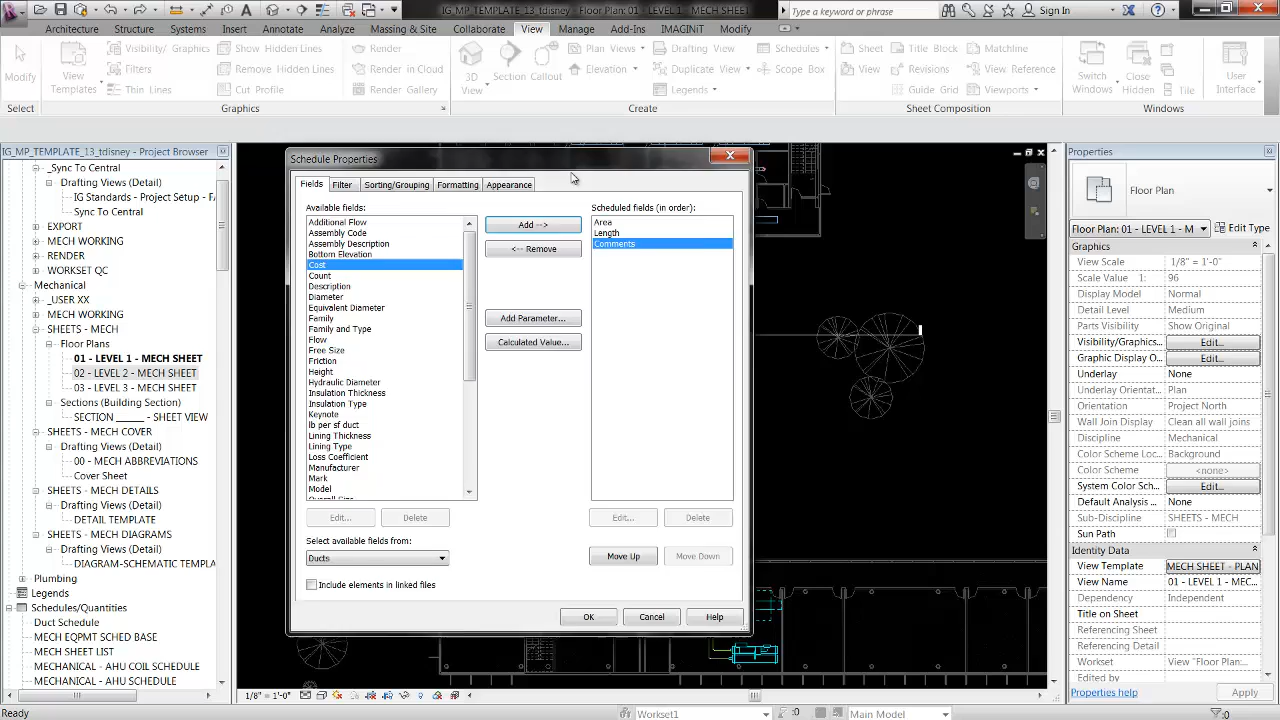 IG_MP_TEMPLATE_13_tdisney - Floor Plan: 01 - LEVEL 1 - MECH SHEET
Type a keyword or phrase
Sign In
Architecture Structure Systems Insert Annotate Analyze Massing & Site Collaborate View Manage Add-Ins IMAGINiT Modify
Modify
View Templates
Visibility/ Graphics
Filters
Thin Lines
Show Hidden Lines
Remove Hidden Lines
Cut Profile
Render
Render in Cloud
Render Gallery
3D View
Section
Callout
Plan Views
Elevation
Drafting View
Duplicate View
Legends
Schedules
Scope Box
Sheet
View
Title Block
Revisions
Guide Grid
Matchline
View Reference
Switch Windows
Close Hidden
Tile
User Interface
Select
Graphics
Create
Sheet Composition
Windows
IG_MP_TEMPLATE_13_tdisney - Project Browser
Sync To Central
Drafting Views (Detail)
IG Standards - Project Setup - FA
Sync To Central
EXPORT
MECH WORKING
RENDER
WORKSET QC
Mechanical
_USER XX
MECH WORKING
SHEETS - MECH
Floor Plans
01 - LEVEL 1 - MECH SHEET
02 - LEVEL 2 - MECH SHEET
03 - LEVEL 3 - MECH SHEET
Sections (Building Section)
SECTION ______ - SHEET VIEW
SHEETS - MECH COVER
Drafting Views (Detail)
00 - MECH ABBREVIATIONS
Cover Sheet
SHEETS - MECH DETAILS
Drafting Views (Detail)
DETAIL TEMPLATE
SHEETS - MECH DIAGRAMS
Drafting Views (Detail)
DIAGRAM-SCHEMATIC TEMPLA
Plumbing
Legends
Schedules/Quantities
Duct Schedule
MECH EQPMT SCHED BASE
MECH SHEET LIST
MECHANICAL - AHU COIL SCHEDULE
MECHANICAL - AHU SCHEDULE
Schedule Properties
Fields Filter Sorting/Grouping Formatting Appearance
Available fields:
Additional Flow
Assembly Code
Assembly Description
Bottom Elevation
Cost
Count
Description
Diameter
Equivalent Diameter
Family
Family and Type
Flow
Free Size
Friction
Height
Hydraulic Diameter
Insulation Thickness
Insulation Type
Keynote
lb per sf duct
Lining Thickness
Lining Type
Loss Coefficient
Manufacturer
Mark
Model
Overall Size
Add -->
<-- Remove
Add Parameter...
Calculated Value...
Scheduled fields (in order):
Area
Length
Comments
Edit...
Delete
Edit...
Delete
Select available fields from:
Ducts
Move Up
Move Down
Include elements in linked files
OK
Cancel
Help
Properties
Floor Plan
Floor Plan: 01 - LEVEL 1 - M
Edit Type
Graphics
View Scale 1/8" = 1'-0"
Scale Value 1: 96
Display Model Normal
Detail Level Medium
Parts Visibility Show Original
Visibility/Graphics... Edit...
Graphic Display O... Edit...
Underlay None
Underlay Orientat... Plan
Orientation Project North
Wall Join Display Clean all wall joins
Discipline Mechanical
Color Scheme Loc... Background
Color Scheme <none>
System Color Sch... Edit...
Default Analysis ... None
Sub-Discipline SHEETS - MECH
Sun Path
Identity Data
View Template MECH SHEET - PLAN
View Name 01 - LEVEL 1 - MEC...
Dependency Independent
Title on Sheet
Referencing Sheet
Referencing Detail
Workset View "Floor Plan...
Edited by
Properties help
Apply
1/8" = 1'-0"
Ready
Workset1
:0
Main Model
:0